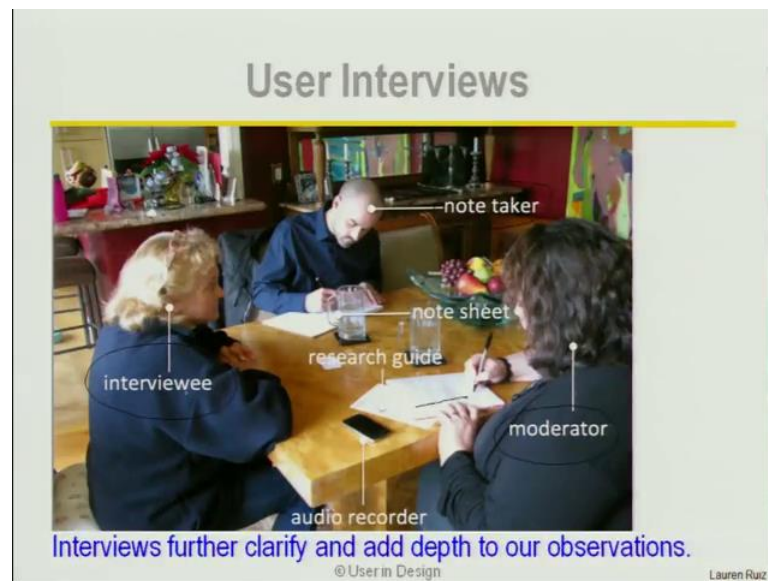 User Interviews
note taker
note sheet
research guide
interviewee
moderator
audio recorder
Interviews further clarify and add depth to our observations.
© User in Design
Lauren Ruiz